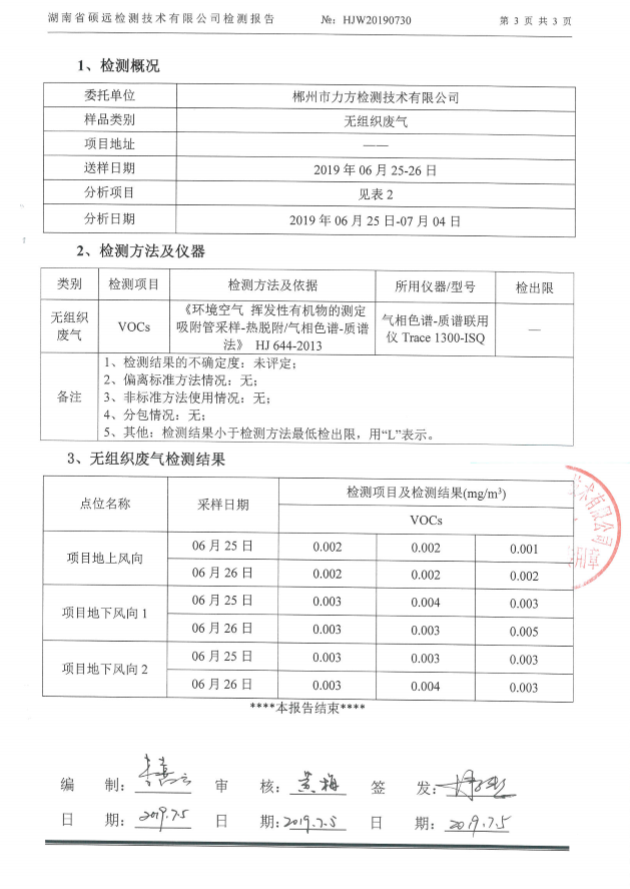 湖南省硕远检测技术有限公司检测报告 №：HJW20190730 第 3 页 共 3 页
1、检测概况
委托单位 郴州市力方检测技术有限公司
样品类别 无组织废气
项目地址 ——
送样日期 2019 年 06 月 25-26 日
分析项目 见表 2
分析日期 2019 年 06 月 25 日-07 月 04 日
2、检测方法及仪器
类别 检测项目 检测方法及依据 所用仪器/型号 检出限
无组织废气 VOCs 《环境空气 挥发性有机物的测定 吸附管采样-热脱附/气相色谱-质谱法》 HJ 644-2013 气相色谱-质谱联用仪 Trace 1300-ISQ —
备注
1、检测结果的不确定度：未评定；
2、偏离标准方法情况：无；
3、非标准方法使用情况：无；
4、分包情况：无；
5、其他：检测结果小于检测方法最低检出限，用“L”表示。
3、无组织废气检测结果
点位名称 采样日期 检测项目及检测结果(mg/m³)
VOCs
项目地上风向 06 月 25 日 0.002 0.002 0.001
06 月 26 日 0.002 0.002 0.002
项目地下风向 1 06 月 25 日 0.003 0.004 0.003
06 月 26 日 0.003 0.003 0.005
项目地下风向 2 06 月 25 日 0.003 0.003 0.003
06 月 26 日 0.003 0.004 0.003
****本报告结束****
技术有限公司
用章
编 制： 审 核：黄梅 签 发：
日 期：2019.7.5 日 期：2019.7.5 日 期：2019.7.5